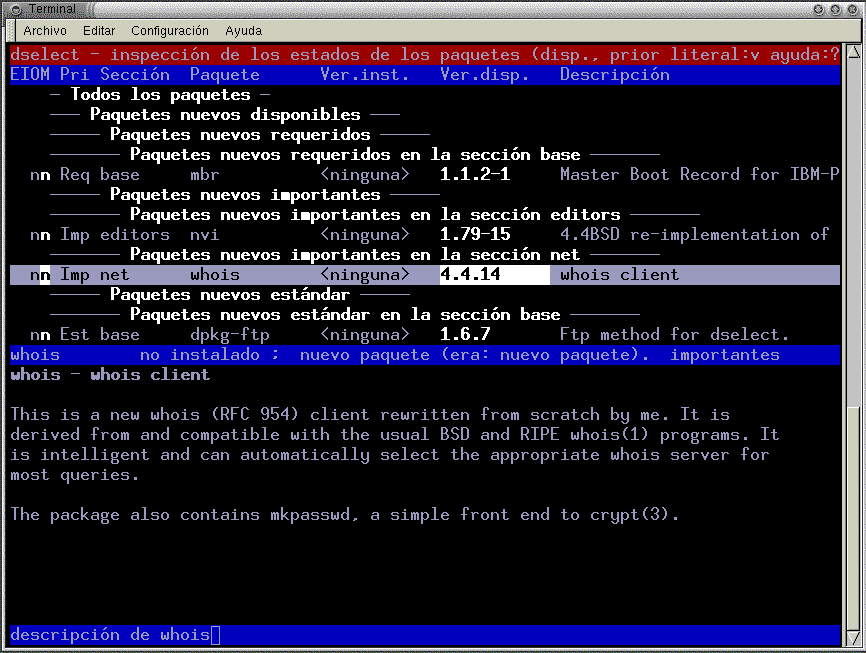 Terminal
Archivo Editar Configuración Ayuda
dselect - inspección de los estados de los paquetes (disp., prior literal:v ayuda:?
EIOM Pri Sección Paquete Ver.inst. Ver.disp. Descripción
- Todos los paquetes -
--- Paquetes nuevos disponibles ---
----- Paquetes nuevos requeridos -----
------- Paquetes nuevos requeridos en la sección base -------
nn Req base mbr <ninguna> 1.1.2-1 Master Boot Record for IBM-P
----- Paquetes nuevos importantes -----
------- Paquetes nuevos importantes en la sección editors -------
nn Imp editors nvi <ninguna> 1.79-15 4.4BSD re-implementation of
------- Paquetes nuevos importantes en la sección net -------
nn Imp net whois <ninguna> 4.4.14 whois client
----- Paquetes nuevos estándar -----
------- Paquetes nuevos estándar en la sección base -------
nn Est base dpkg-ftp <ninguna> 1.6.7 Ftp method for dselect.
whois no instalado ; nuevo paquete (era: nuevo paquete). importantes
whois - whois client
This is a new whois (RFC 954) client rewritten from scratch by me. It is
derived from and compatible with the usual BSD and RIPE whois(1) programs. It
is intelligent and can automatically select the appropriate whois server for
most queries.
The package also contains mkpasswd, a simple front end to crypt(3).
descripción de whois